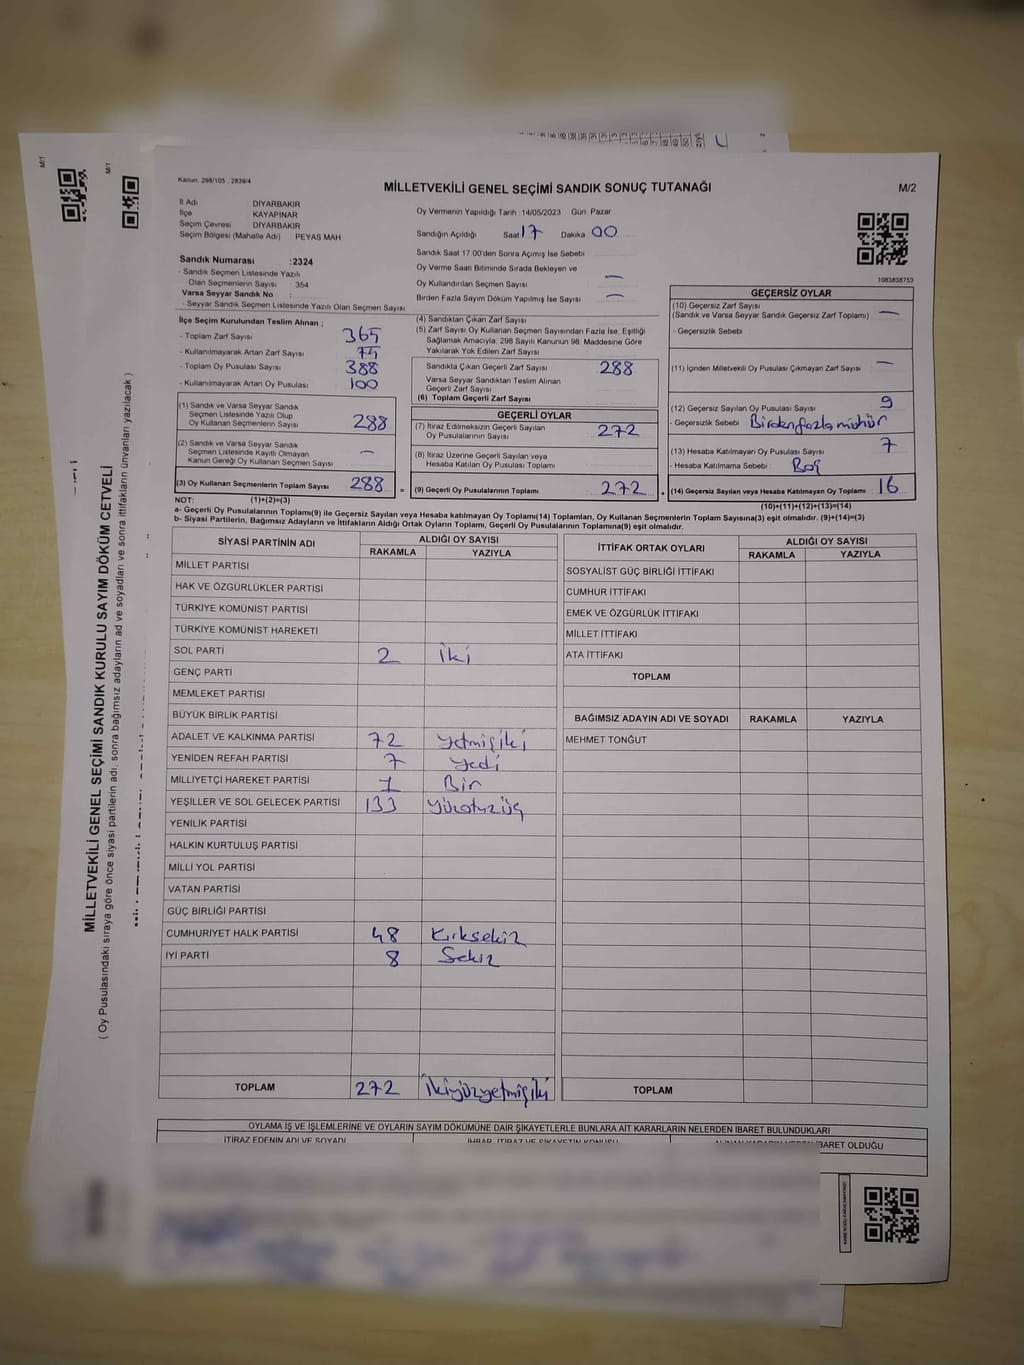 M/1
M/1
MİLLETVEKİLİ GENEL SEÇİMİ SANDIK KURULU SAYIM DÖKÜM CETVELİ
( Oy Pusulasındaki sıraya göre önce siyasi partilerin adı, sonra bağımsız adayların ad ve soyadları ve sonra ittifakların ünvanları yazılacak )
Kanun. 298/105 : 2839/4
MİLLETVEKİLİ GENEL SEÇİMİ SANDIK SONUÇ TUTANAĞI
M/2
İl Adı DİYARBAKIR
İlçe KAYAPINAR
Seçim Çevresi DİYARBAKIR
Seçim Bölgesi (Mahalle Adı) : PEYAS MAH
Oy Vermenin Yapıldığı Tarih :14/05/2023 Gün Pazar
Sandığın Açıldığı Saat 17 Dakika 00
Sandık Saat 17:00'den Sonra Açımış İse Sebebi
Oy Verme Saati Bitiminde Sırada Bekleyen ve
Oy Kullandırılan Seçmen Sayısı —
Birden Fazla Sayım Döküm Yapılmış İse Sayısı —
1083838753
Sandık Numarası :2324
- Sandık Seçmen Listesinde Yazılı
Olan Seçmenlerin Sayısı : 354
Varsa Seyyar Sandık No :
- Seyyar Sandık Seçmen Listesinde Yazılı Olan Seçmen Sayısı
İlçe Seçim Kurulundan Teslim Alınan ;
- Toplam Zarf Sayısı 365
- Kullanılmayarak Artan Zarf Sayısı
- Toplam Oy Pusulası Sayısı 388
- Kullanılmayarak Artan Oy Pusulası 100
(1) Sandık ve Varsa Seyyar Sandık
Seçmen Listesinde Yazılı Olup
Oy Kullanan Seçmenlerin Sayısı 288
(2) Sandık ve Varsa Seyyar Sandık
Seçmen Listesinde Kayıtlı Olmayan
Kanun Gereği Oy Kullanan Seçmen Sayısı —
(3) Oy Kullanan Seçmenlerin Toplam Sayısı 288 =
(4) Sandıktan Çıkan Zarf Sayısı
(5) Zarf Sayısı Oy Kullanan Seçmen Sayısından Fazla İse, Eşitliği
Sağlamak Amacıyla, 298 Sayılı Kanunun 98. Maddesine Göre
Yakılarak Yok Edilen Zarf Sayısı
Sandıkta Çıkan Geçerli Zarf Sayısı 288
Varsa Seyyar Sandıktan Teslim Alınan
Geçerli Zarf Sayısı
(6) Toplam Geçerli Zarf Sayısı
GEÇERLİ OYLAR
(7) İtiraz Edilmeksizin Geçerli Sayılan
Oy Pusulalarının Sayısı 272
(8) İtiraz Üzerine Geçerli Sayılan veya
Hesaba Katılan Oy Pusulası Toplamı
(9) Geçerli Oy Pusulalarının Toplamı 272
GEÇERSİZ OYLAR
(10) Geçersiz Zarf Sayısı
(Sandık ve Varsa Seyyar Sandık Geçersiz Zarf Toplamı) —
- Geçersizlik Sebebi
(11) İçinden Milletvekili Oy Pusulası Çıkmayan Zarf Sayısı —
(12) Geçersiz Sayılan Oy Pusulası Sayısı 9
- Geçersizlik Sebebi Birdenfazla mühür
(13) Hesaba Katılmayan Oy Pusulası Sayısı 7
- Hesaba Katılmama Sebebi Boş
(14) Geçersiz Sayılan veya Hesaba Katılmayan Oy Toplamı 16
NOT: (1)+(2)=(3)
(10)+(11)+(12)+(13)=(14)
a- Geçerli Oy Pusulalarının Toplamı(9) ile Geçersiz Sayılan veya Hesaba katılmayan Oy Toplamı(14) Toplamları, Oy Kullanan Seçmenlerin Toplam Sayısına(3) eşit olmalıdır. (9)+(14)=(3)
b- Siyasi Partilerin, Bağımsız Adayların ve İttifakların Aldığı Ortak Oyların Toplamı, Geçerli Oy Pusulalarının Toplamına(9) eşit olmalıdır.
SİYASİ PARTİNİN ADI ALDIĞI OY SAYISI
RAKAMLA YAZIYLA
MİLLET PARTİSİ
HAK VE ÖZGÜRLÜKLER PARTİSİ
TÜRKİYE KOMÜNİST PARTİSİ
TÜRKİYE KOMÜNİST HAREKETİ
SOL PARTİ 2 iki
GENÇ PARTİ
MEMLEKET PARTİSİ
BÜYÜK BİRLİK PARTİSİ
ADALET VE KALKINMA PARTİSİ 72 yetmişiki
YENİDEN REFAH PARTİSİ 7 yedi
MİLLİYETÇİ HAREKET PARTİSİ 1 Bir
YEŞİLLER VE SOL GELECEK PARTİSİ 133
YENİLİK PARTİSİ
HALKIN KURTULUŞ PARTİSİ
MİLLİ YOL PARTİSİ
VATAN PARTİSİ
GÜÇ BİRLİĞİ PARTİSİ
CUMHURİYET HALK PARTİSİ 48 Kırksekiz
İYİ PARTİ 8 Sekiz
TOPLAM 272 ikiyüzyetmişiki
İTTİFAK ORTAK OYLARI ALDIĞI OY SAYISI
RAKAMLA YAZIYLA
SOSYALİST GÜÇ BİRLİĞİ İTTİFAKI
CUMHUR İTTİFAKI
EMEK VE ÖZGÜRLÜK İTTİFAKI
MİLLET İTTİFAKI
ATA İTTİFAKI
TOPLAM
BAĞIMSIZ ADAYIN ADI VE SOYADI RAKAMLA YAZIYLA
MEHMET TONĞUT
TOPLAM
OYLAMA İŞ VE İŞLEMLERİNE VE OYLARIN SAYIM DÖKÜMÜNE DAİR ŞİKAYETLERLE BUNLARA AİT KARARLARIN NELERDEN İBARET BULUNDUKLARI
İTİRAZ EDENİN ADI VE SOYADI